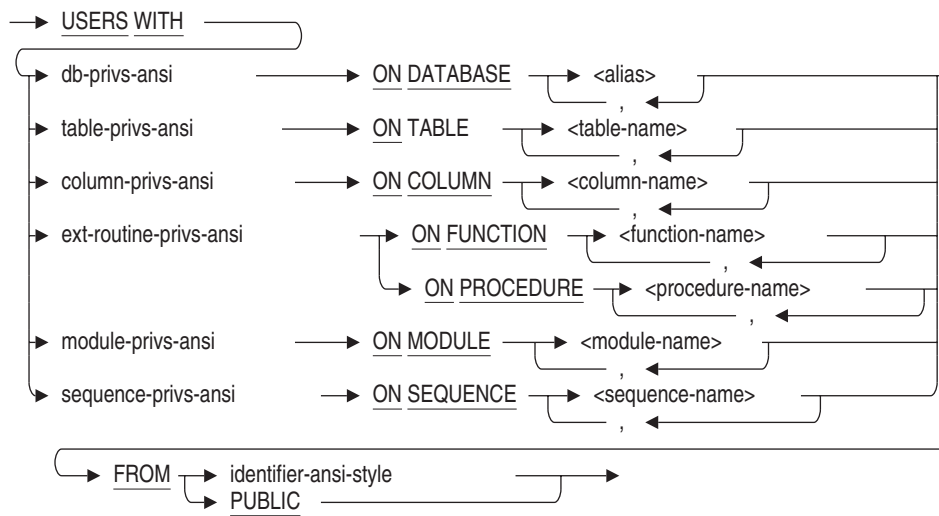 USERS WITH
db-privs-ansi ON DATABASE <alias>
,
table-privs-ansi ON TABLE <table-name>
,
column-privs-ansi ON COLUMN <column-name>
,
ext-routine-privs-ansi ON FUNCTION <function-name>
,
ON PROCEDURE <procedure-name>
,
module-privs-ansi ON MODULE <module-name>
,
sequence-privs-ansi ON SEQUENCE <sequence-name>
,
FROM identifier-ansi-style
PUBLIC